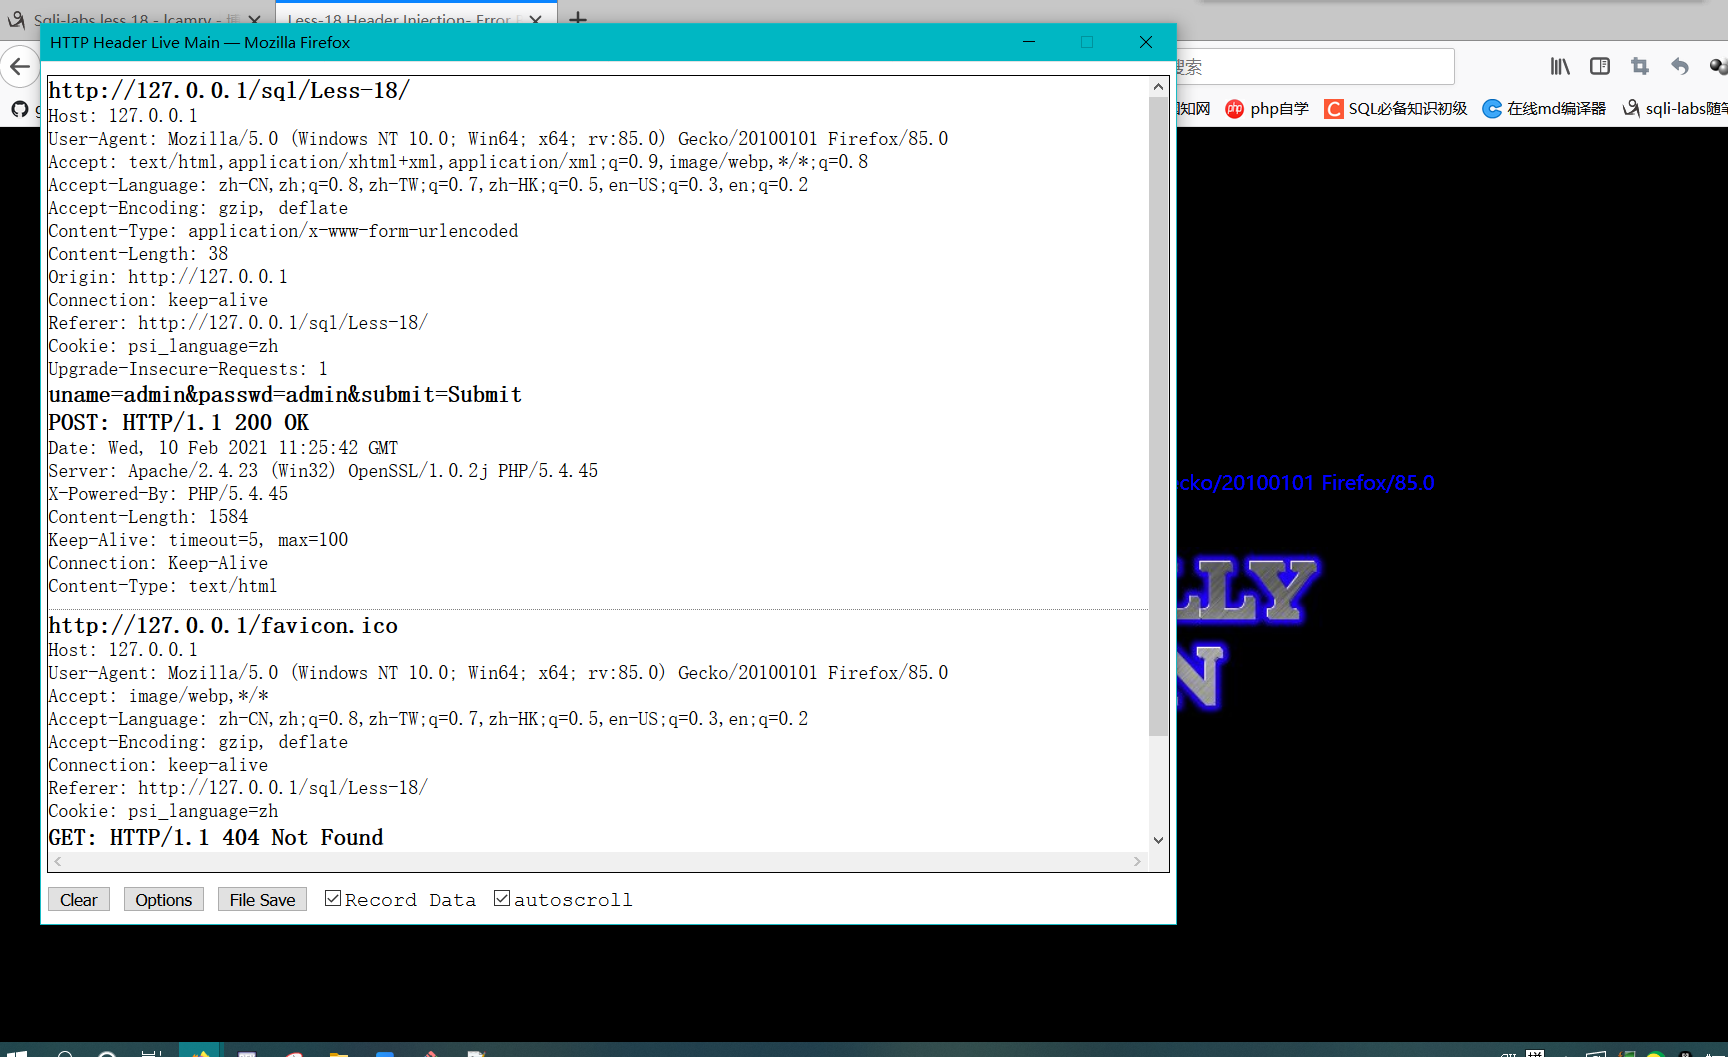 Sqli-labs less 18 - lcamry - 博
Less-18 Header Injection- Error
HTTP Header Live Main — Mozilla Firefox
搜索
知网
php自学
SQL必备知识初级
在线md编译器
sqli-labs随笔
http://127.0.0.1/sql/Less-18/
Host: 127.0.0.1
User-Agent: Mozilla/5.0 (Windows NT 10.0; Win64; x64; rv:85.0) Gecko/20100101 Firefox/85.0
Accept: text/html,application/xhtml+xml,application/xml;q=0.9,image/webp,*/*;q=0.8
Accept-Language: zh-CN,zh;q=0.8,zh-TW;q=0.7,zh-HK;q=0.5,en-US;q=0.3,en;q=0.2
Accept-Encoding: gzip, deflate
Content-Type: application/x-www-form-urlencoded
Content-Length: 38
Origin: http://127.0.0.1
Connection: keep-alive
Referer: http://127.0.0.1/sql/Less-18/
Cookie: psi_language=zh
Upgrade-Insecure-Requests: 1
uname=admin&passwd=admin&submit=Submit
POST: HTTP/1.1 200 OK
Date: Wed, 10 Feb 2021 11:25:42 GMT
Server: Apache/2.4.23 (Win32) OpenSSL/1.0.2j PHP/5.4.45
X-Powered-By: PHP/5.4.45
Content-Length: 1584
Keep-Alive: timeout=5, max=100
Connection: Keep-Alive
Content-Type: text/html
http://127.0.0.1/favicon.ico
Host: 127.0.0.1
User-Agent: Mozilla/5.0 (Windows NT 10.0; Win64; x64; rv:85.0) Gecko/20100101 Firefox/85.0
Accept: image/webp,*/*
Accept-Language: zh-CN,zh;q=0.8,zh-TW;q=0.7,zh-HK;q=0.5,en-US;q=0.3,en;q=0.2
Accept-Encoding: gzip, deflate
Connection: keep-alive
Referer: http://127.0.0.1/sql/Less-18/
Cookie: psi_language=zh
GET: HTTP/1.1 404 Not Found
Clear
Options
File Save
Record Data
autoscroll
cko/20100101 Firefox/85.0
LLY
N